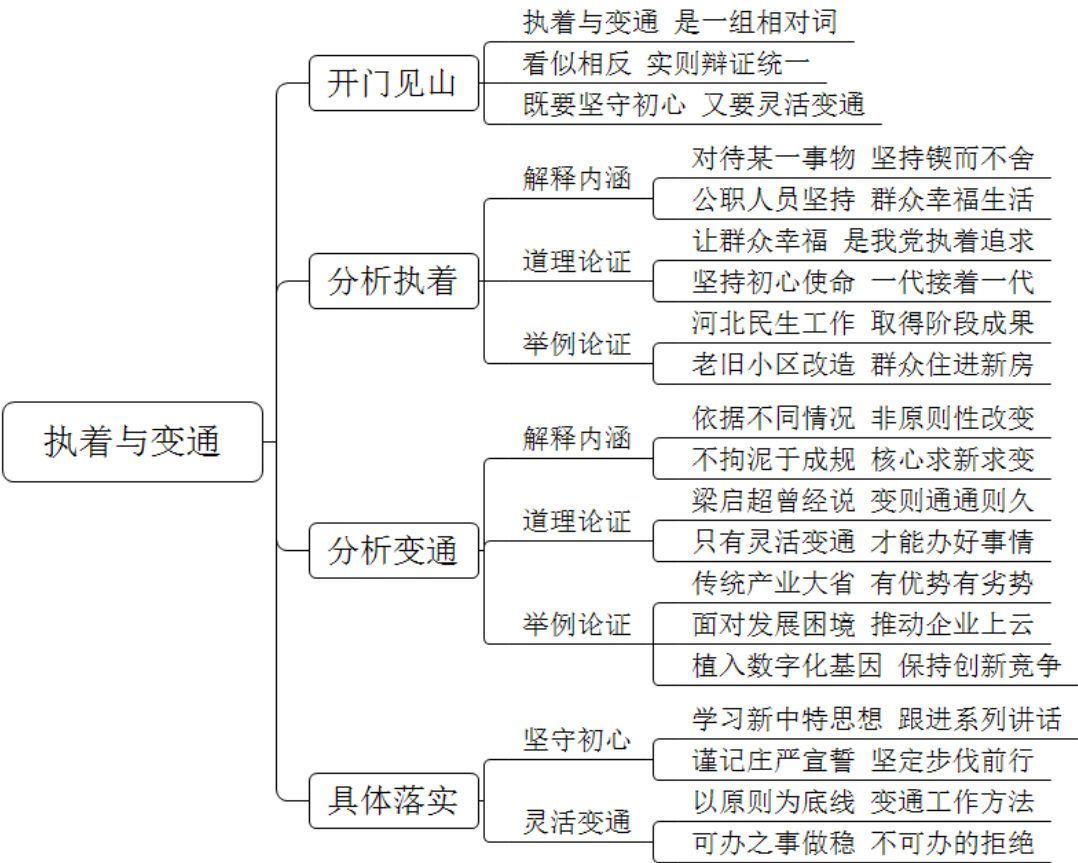 执着与变通
开门见山
执着与变通 是一组相对词
看似相反 实则辩证统一
既要坚守初心 又要灵活变通
分析执着
解释内涵
对待某一事物 坚持锲而不舍
公职人员坚持 群众幸福生活
道理论证
让群众幸福 是我党执着追求
坚持初心使命 一代接着一代
举例论证
河北民生工作 取得阶段成果
老旧小区改造 群众住进新房
分析变通
解释内涵
依据不同情况 非原则性改变
不拘泥于成规 核心求新求变
道理论证
梁启超曾经说 变则通通则久
只有灵活变通 才能办好事情
举例论证
传统产业大省 有优势有劣势
面对发展困境 推动企业上云
植入数字化基因 保持创新竞争
具体落实
坚守初心
学习新中特思想 跟进系列讲话
谨记庄严宣誓 坚定步伐前行
灵活变通
以原则为底线 变通工作方法
可办之事做稳 不可办的拒绝